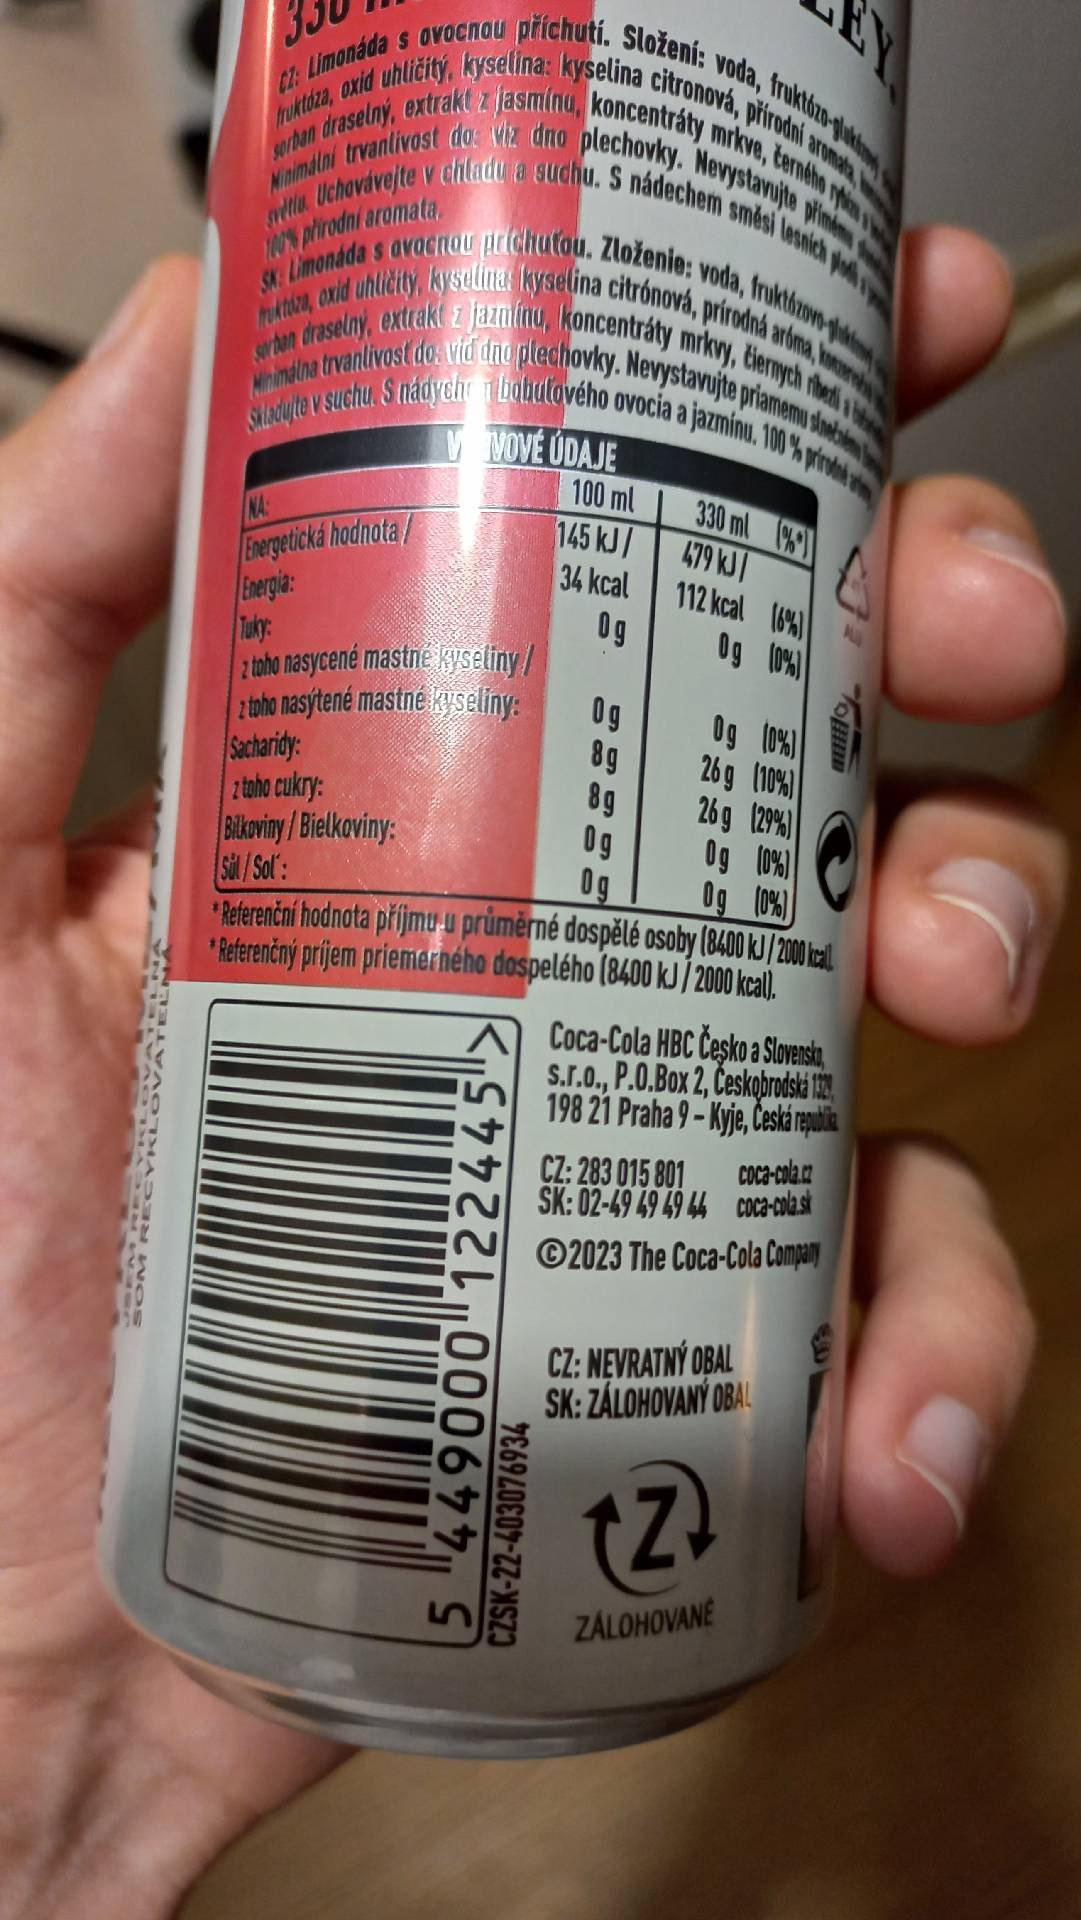 330
CZ: Limonáda s ovocnou příchutí. Složení: voda, fruktózo-glukózový
fruktóza, oxid uhličitý, kyselina: kyselina citronová, přírodní aromata,
sorban draselný, extrakt z jasmínu, koncentráty mrkve, černého rybízu a
Minimální trvanlivost do: viz dno plechovky. Nevystavujte přímému
světlu. Uchovávejte v chladu a suchu. S nádechem směsi lesních plodů a
100% přírodní aromata.
SK: Limonáda s ovocnou príchuťou. Zloženie: voda, fruktózovo-glukózový
fruktóza, oxid uhličitý, kyselina: kyselina citrónová, prírodná aróma,
sorban draselný, extrakt z jazmínu, koncentráty mrkvy, čiernych ríbezlí a
Minimálna trvanlivosť do: viď dno plechovky. Nevystavujte priamemu slnečnému
Skladujte v suchu. S nádychom bobuľového ovocia a jazmínu. 100 % prírodné arómy
VÝŽIVOVÉ ÚDAJE
NA: 100 ml 330 ml (%*)
Energetická hodnota / 145 kJ / 479 kJ /
Energia: 34 kcal 112 kcal (6%)
Tuky: 0 g 0 g (0%)
z toho nasycené mastné kyseliny /
z toho nasýtené mastné kyseliny: 0 g 0 g (0%)
Sacharidy: 8 g 26 g (10%)
z toho cukry: 8 g 26 g (29%)
Bílkoviny / Bielkoviny: 0 g 0 g (0%)
Sůl / Soľ: 0 g 0 g (0%)
* Referenční hodnota příjmu u průměrné dospělé osoby (8400 kJ / 2000 kcal).
* Referenčný príjem priemerného dospelého (8400 kJ / 2000 kcal).
Coca-Cola HBC Česko a Slovensko,
s.r.o., P.O.Box 2, Českobrodská 1329,
198 21 Praha 9 – Kyje, Česká republika
CZ: 283 015 801 coca-cola.cz
SK: 02-49 49 49 44 coca-cola.sk
©2023 The Coca-Cola Company
CZ: NEVRATNÝ OBAL
SK: ZÁLOHOVANÝ OBAL
Z
ZÁLOHOVANÉ
5 449000 122445 >
CZSK-22-403076934
JSEM RECYKLOVATELNÁ
SOM RECYKLOVATEĽNÁ
ALU